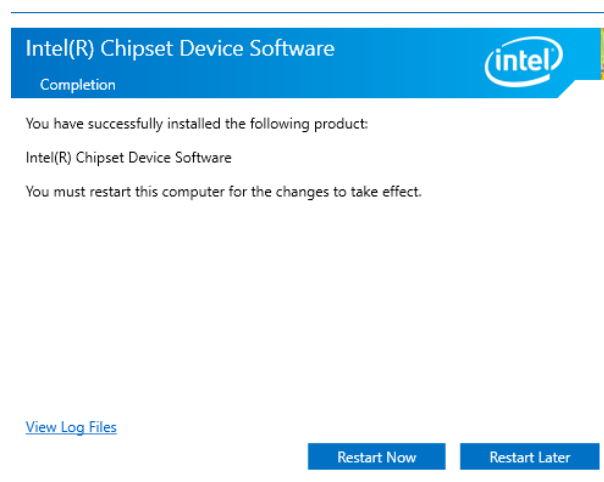 Intel(R) Chipset Device Software
intel
Completion
You have successfully installed the following product:
Intel(R) Chipset Device Software
You must restart this computer for the changes to take effect.
View Log Files
Restart Now
Restart Later